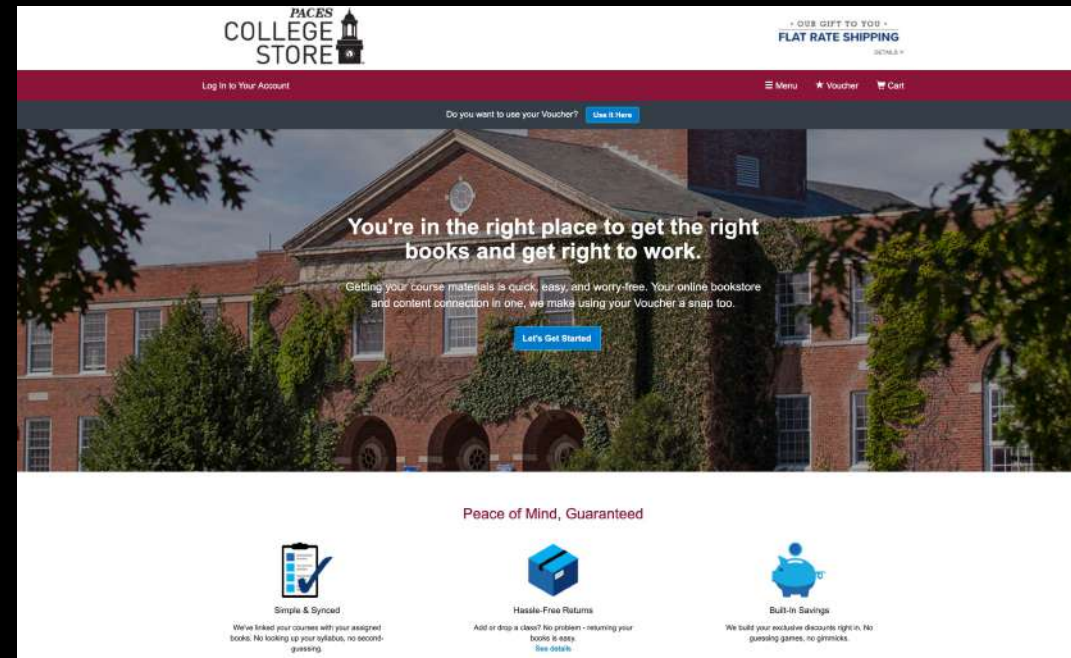 PACES
COLLEGE
STORE
• OUR GIFT TO YOU •
FLAT RATE SHIPPING
DETAILS >
Log In to Your Account
Menu
Voucher
Cart
Do you want to use your Voucher?
Use It Here
You're in the right place to get the right
books and get right to work.
Getting your course materials is quick, easy, and worry-free. Your online bookstore
and content connection in one, we make using your Voucher a snap too.
Let's Get Started
Peace of Mind, Guaranteed
Simple & Synced
We've linked your courses with your assigned
books. No looking up your syllabus, no second-
guessing.
Hassle-Free Returns
Add or drop a class? No problem - returning your
books is easy.
See details
Built-In Savings
We build your exclusive discounts right in. No
guessing games, no gimmicks.